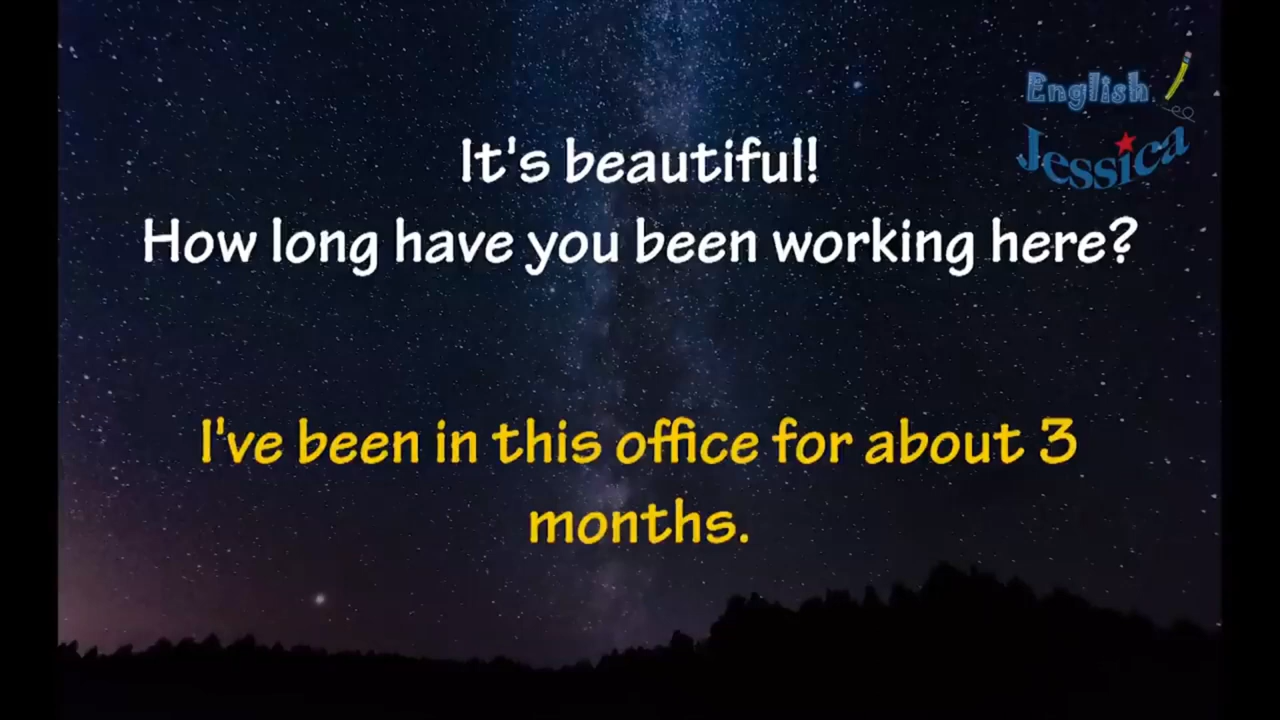 English
Jessica
It's beautiful!
How long have you been working here?
I've been in this office for about 3
months.